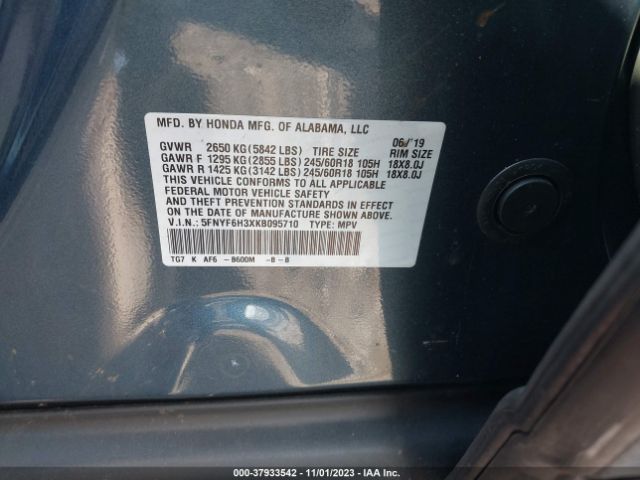 MFD. BY HONDA MFG. OF ALABAMA, LLC 06/19
GVWR 2650 KG(5842 LBS) TIRE SIZE RIM SIZE
GAWR F 1295 KG(2855 LBS) 245/60R18 105H 18X8.0J
GAWR R 1425 KG(3142 LBS) 245/60R18 105H 18X8.0J
THIS VEHICLE CONFORMS TO ALL APPLICABLE
FEDERAL MOTOR VEHICLE SAFETY
AND THEFT PREVENTION STANDARDS IN EFFECT
ON THE DATE OF MANUFACTURE SHOWN ABOVE.
V.I.N.: 5FNYF6H3XKB095710 TYPE: MPV
TG7 K AF6 -B600M -B-B
000-37933542 - 11/01/2023 - IAA Inc.